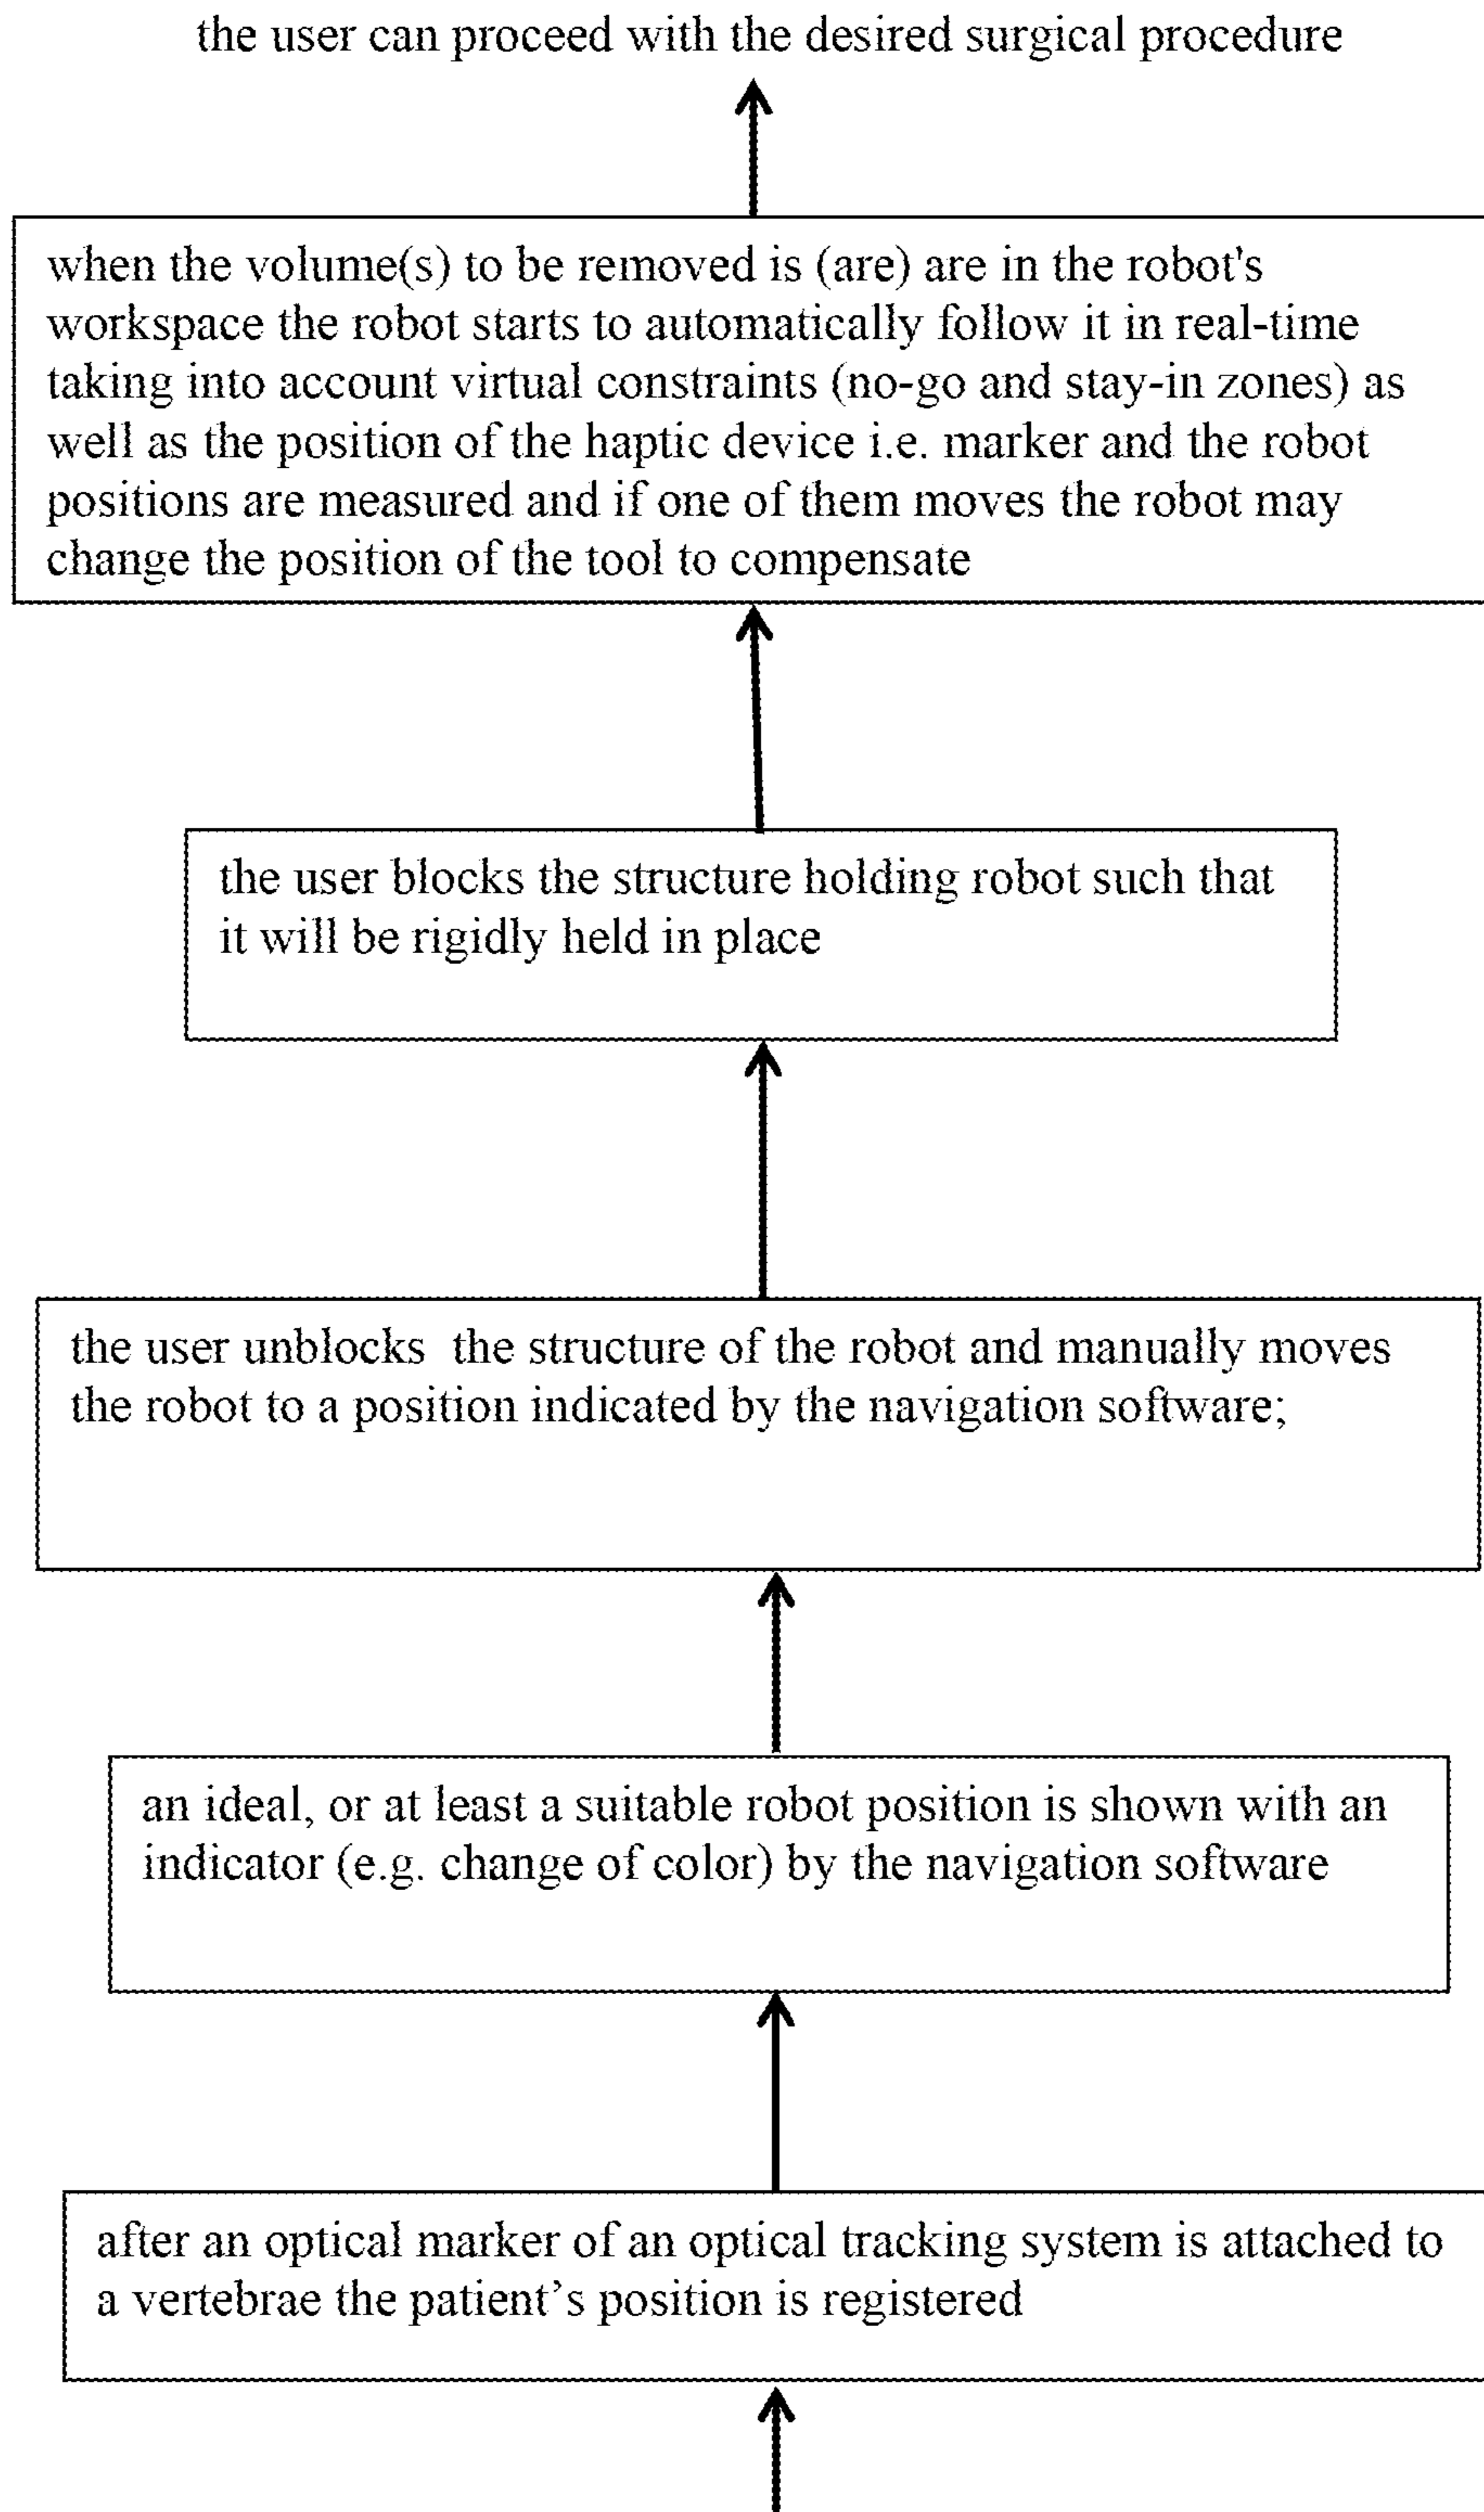 the user can proceed with the desired surgical procedure
when the volume(s) to be removed is (are) are in the robot's
workspace the robot starts to automatically follow it in real-time
taking into account virtual constraints (no-go and stay-in zones) as
well as the position of the haptic device i.e. marker and the robot
positions are measured and if one of them moves the robot may
change the position of the tool to compensate
the user blocks the structure holding robot such that
it will be rigidly held in place
the user unblocks  the structure of the robot and manually moves
the robot to a position indicated by the navigation software;
an ideal, or at least a suitable robot position is shown with an
indicator (e.g. change of color) by the navigation software
after an optical marker of an optical tracking system is attached to
a vertebrae the patient’s position is registered